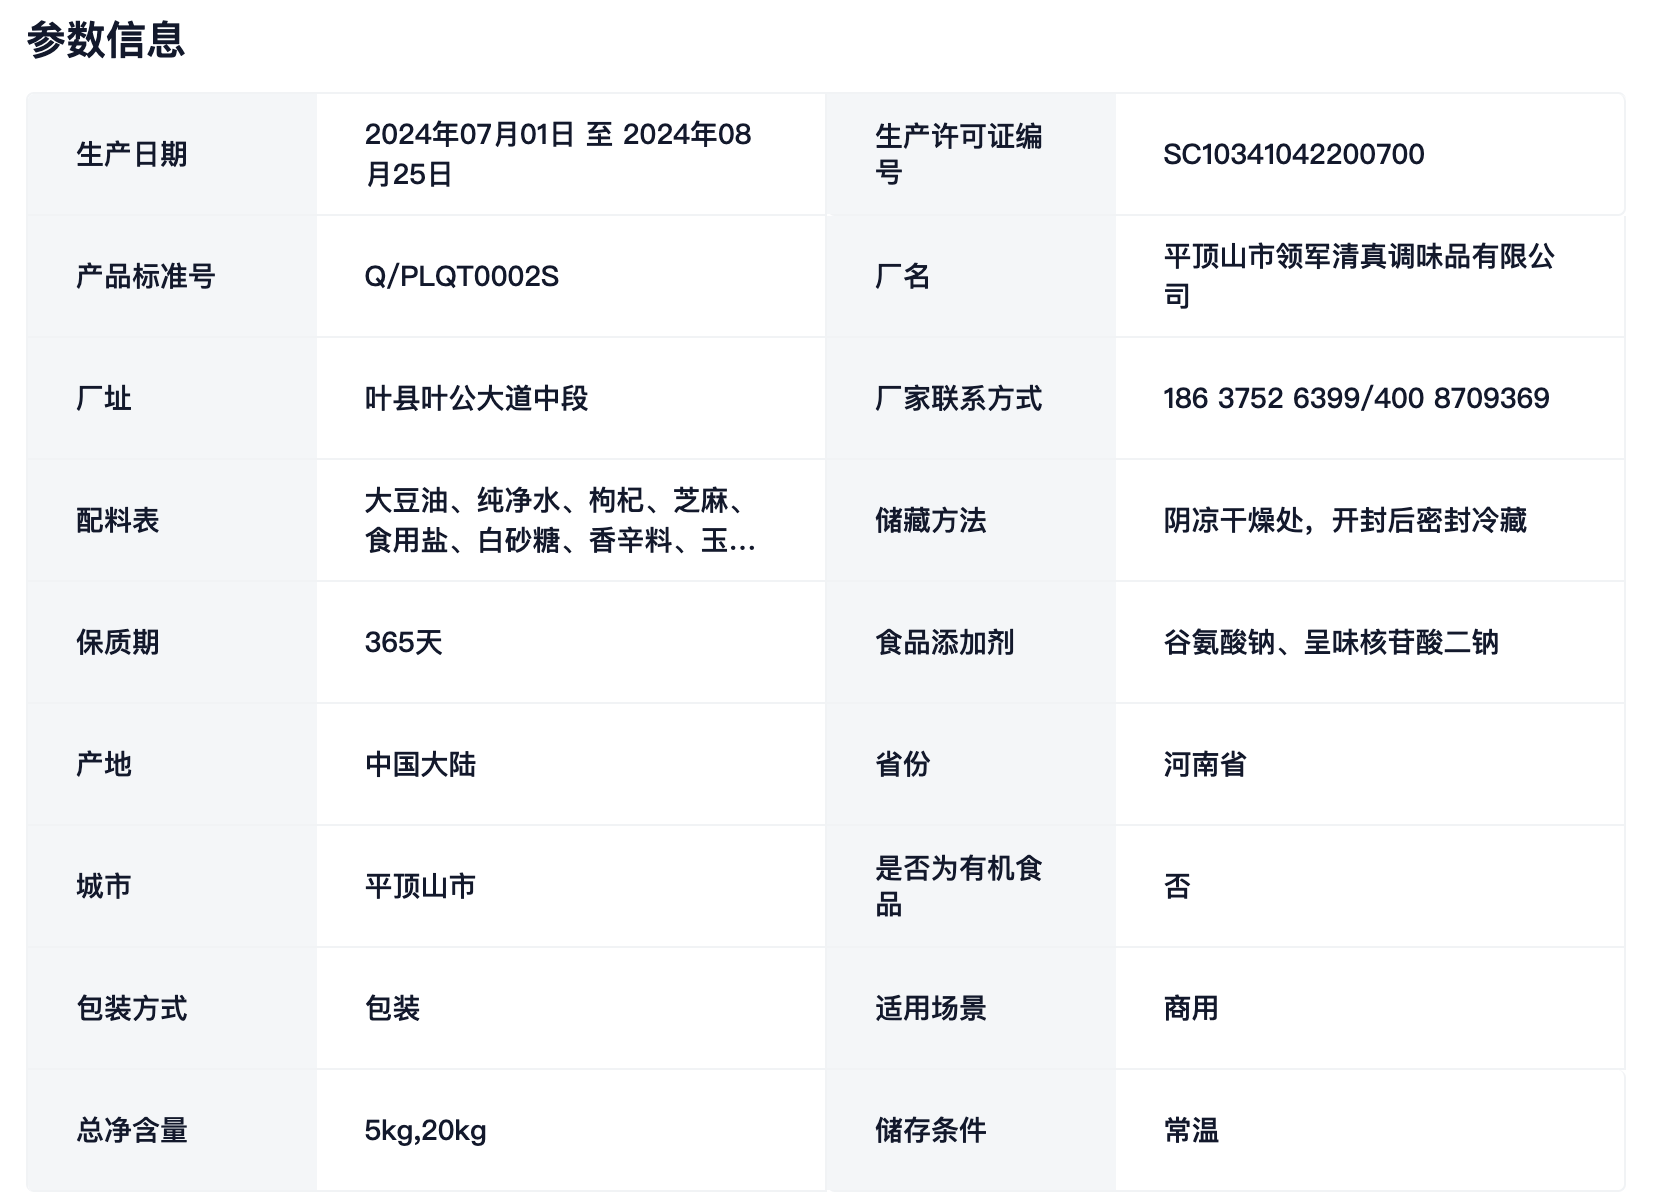 参数信息
生产日期
2024年07月01日 至 2024年08
月25日
生产许可证编
号
SC10341042200700
产品标准号
Q/PLQT0002S
厂名
平顶山市领军清真调味品有限公
司
厂址
叶县叶公大道中段
厂家联系方式
186 3752 6399/400 8709369
配料表
大豆油、纯净水、枸杞、芝麻、
食用盐、白砂糖、香辛料、玉...
储藏方法
阴凉干燥处，开封后密封冷藏
保质期
365天
食品添加剂
谷氨酸钠、呈味核苷酸二钠
产地
中国大陆
省份
河南省
城市
平顶山市
是否为有机食
品
否
包装方式
包装
适用场景
商用
总净含量
5kg,20kg
储存条件
常温